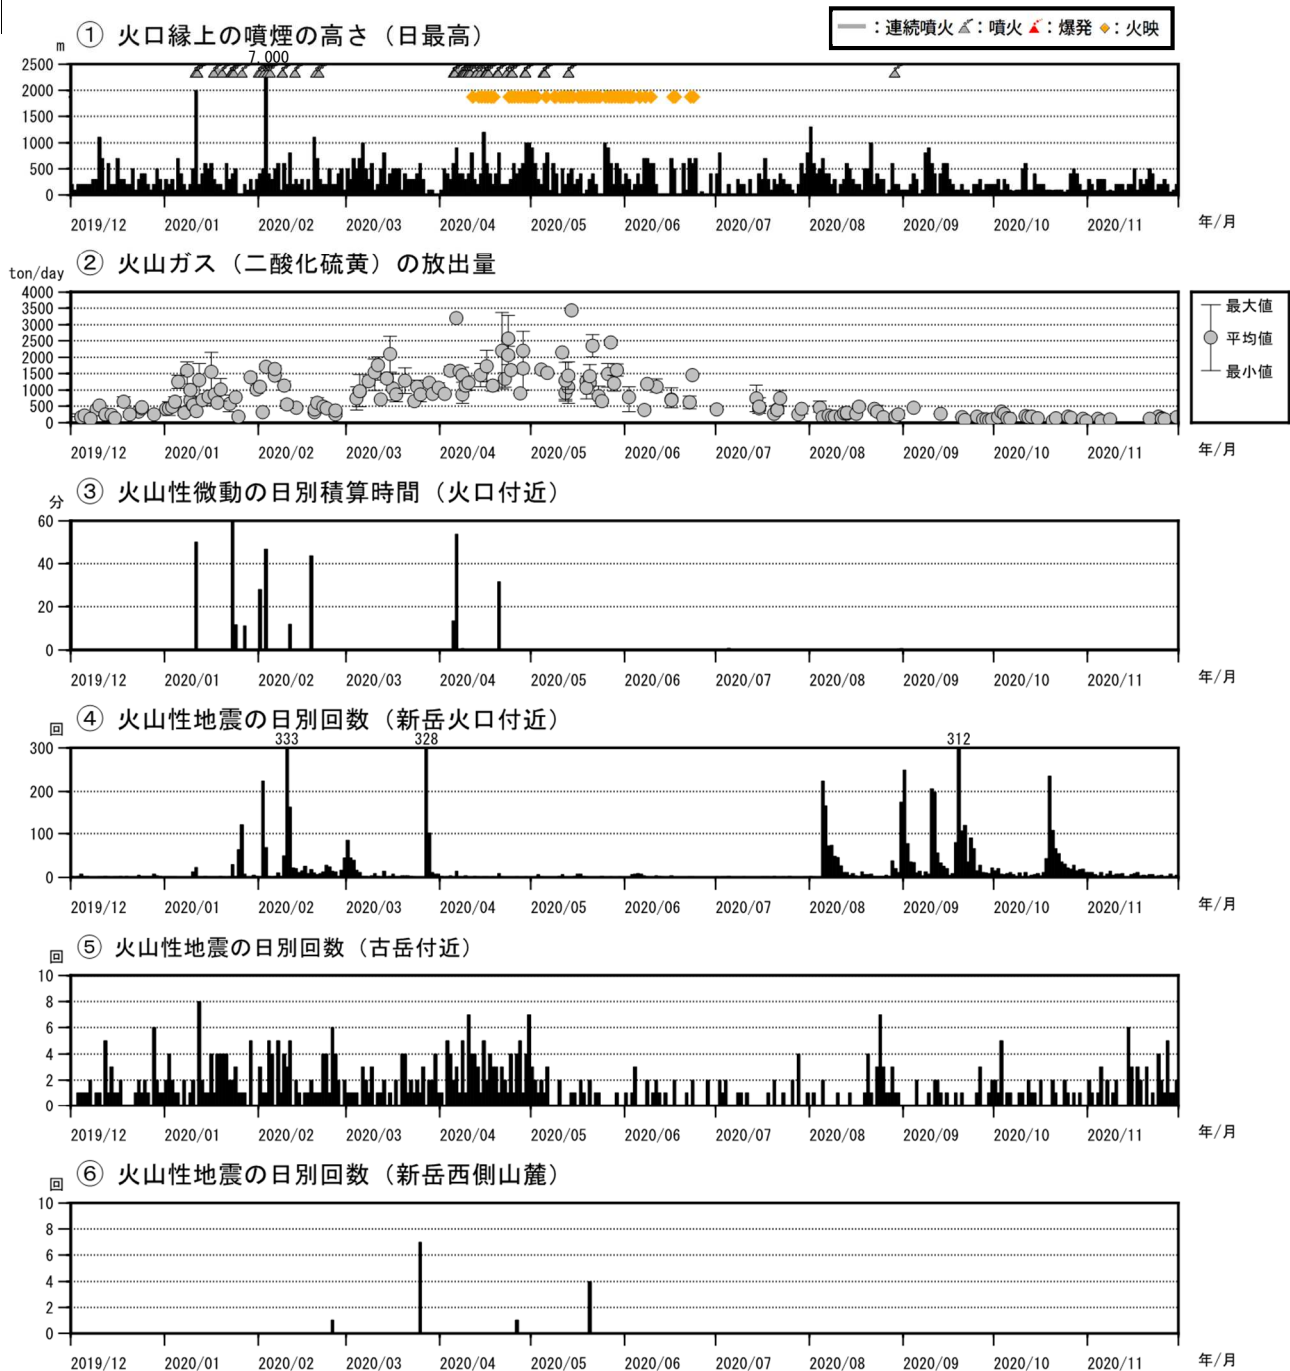 ① 火口縁上の噴煙の高さ（日最高）
：連続噴火 ：噴火 ：爆発 ：火映
m
7,000
2500
2000
1500
1000
500
0
2019/12 2020/01 2020/02 2020/03 2020/04 2020/05 2020/06 2020/07 2020/08 2020/09 2020/10 2020/11 年/月
② 火山ガス（二酸化硫黄）の放出量
ton/day
4000
3500
3000
2500
2000
1500
1000
500
0
最大値
平均値
最小値
2019/12 2020/01 2020/02 2020/03 2020/04 2020/05 2020/06 2020/07 2020/08 2020/09 2020/10 2020/11 年/月
③ 火山性微動の日別積算時間（火口付近）
分
60
40
20
0
2019/12 2020/01 2020/02 2020/03 2020/04 2020/05 2020/06 2020/07 2020/08 2020/09 2020/10 2020/11 年/月
④ 火山性地震の日別回数（新岳火口付近）
回
333 328 312
300
200
100
0
2019/12 2020/01 2020/02 2020/03 2020/04 2020/05 2020/06 2020/07 2020/08 2020/09 2020/10 2020/11 年/月
⑤ 火山性地震の日別回数（古岳付近）
回
10
8
6
4
2
0
2019/12 2020/01 2020/02 2020/03 2020/04 2020/05 2020/06 2020/07 2020/08 2020/09 2020/10 2020/11 年/月
⑥ 火山性地震の日別回数（新岳西側山麓）
回
10
8
6
4
2
0
2019/12 2020/01 2020/02 2020/03 2020/04 2020/05 2020/06 2020/07 2020/08 2020/09 2020/10 2020/11 年/月